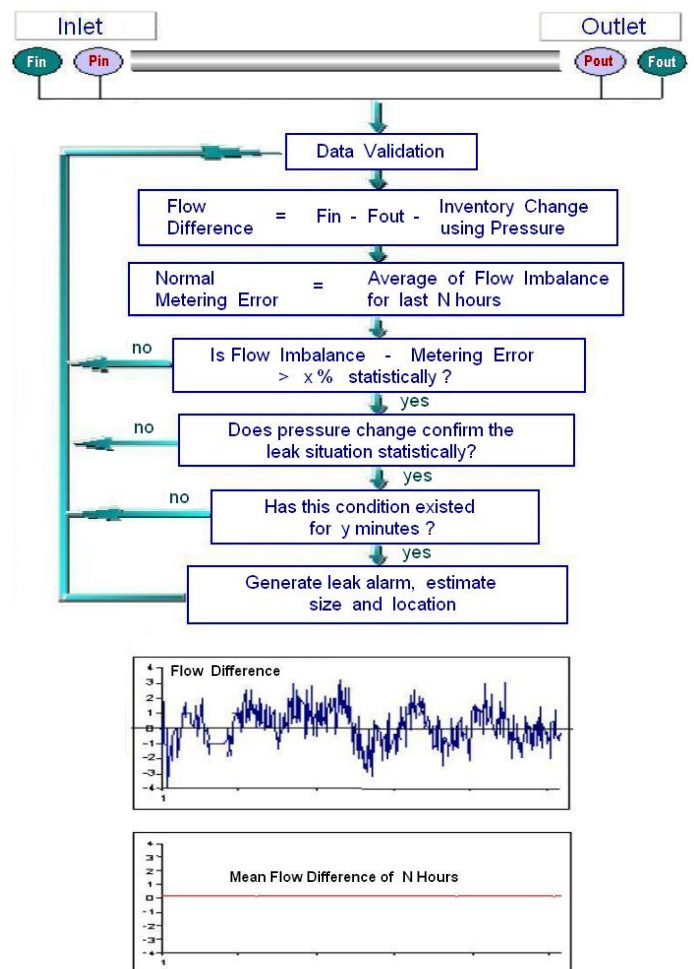 Inlet
Outlet
Fin
Pin
Pout
Fout
Data Validation
Flow Difference = Fin - Fout - Inventory Change using Pressure
Normal Metering Error = Average of Flow Imbalance for last N hours
no
Is Flow Imbalance - Metering Error
> x % statistically ?
yes
no
Does pressure change confirm the
leak situation statistically?
yes
no
Has this condition existed
for y minutes ?
yes
Generate leak alarm, estimate
size and location
Flow Difference
4
3
2
1
0
-1
-2
-3
-4
1
Mean Flow Difference of N Hours
4
3
2
1
0
-1
-2
-3
-4
1